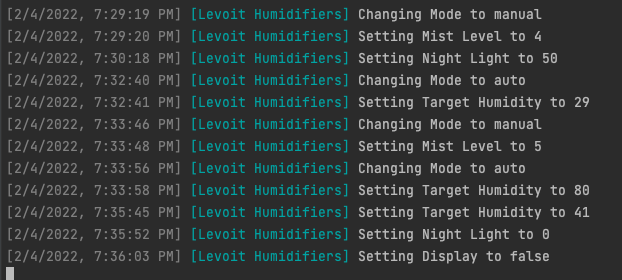 [2/4/2022, 7:29:19 PM] [Levoit Humidifiers] Changing Mode to manual
[2/4/2022, 7:29:20 PM] [Levoit Humidifiers] Setting Mist Level to 4
[2/4/2022, 7:30:18 PM] [Levoit Humidifiers] Setting Night Light to 50
[2/4/2022, 7:32:40 PM] [Levoit Humidifiers] Changing Mode to auto
[2/4/2022, 7:32:41 PM] [Levoit Humidifiers] Setting Target Humidity to 29
[2/4/2022, 7:33:46 PM] [Levoit Humidifiers] Changing Mode to manual
[2/4/2022, 7:33:48 PM] [Levoit Humidifiers] Setting Mist Level to 5
[2/4/2022, 7:33:56 PM] [Levoit Humidifiers] Changing Mode to auto
[2/4/2022, 7:33:58 PM] [Levoit Humidifiers] Setting Target Humidity to 80
[2/4/2022, 7:35:45 PM] [Levoit Humidifiers] Setting Target Humidity to 41
[2/4/2022, 7:35:52 PM] [Levoit Humidifiers] Setting Night Light to 0
[2/4/2022, 7:36:03 PM] [Levoit Humidifiers] Setting Display to false